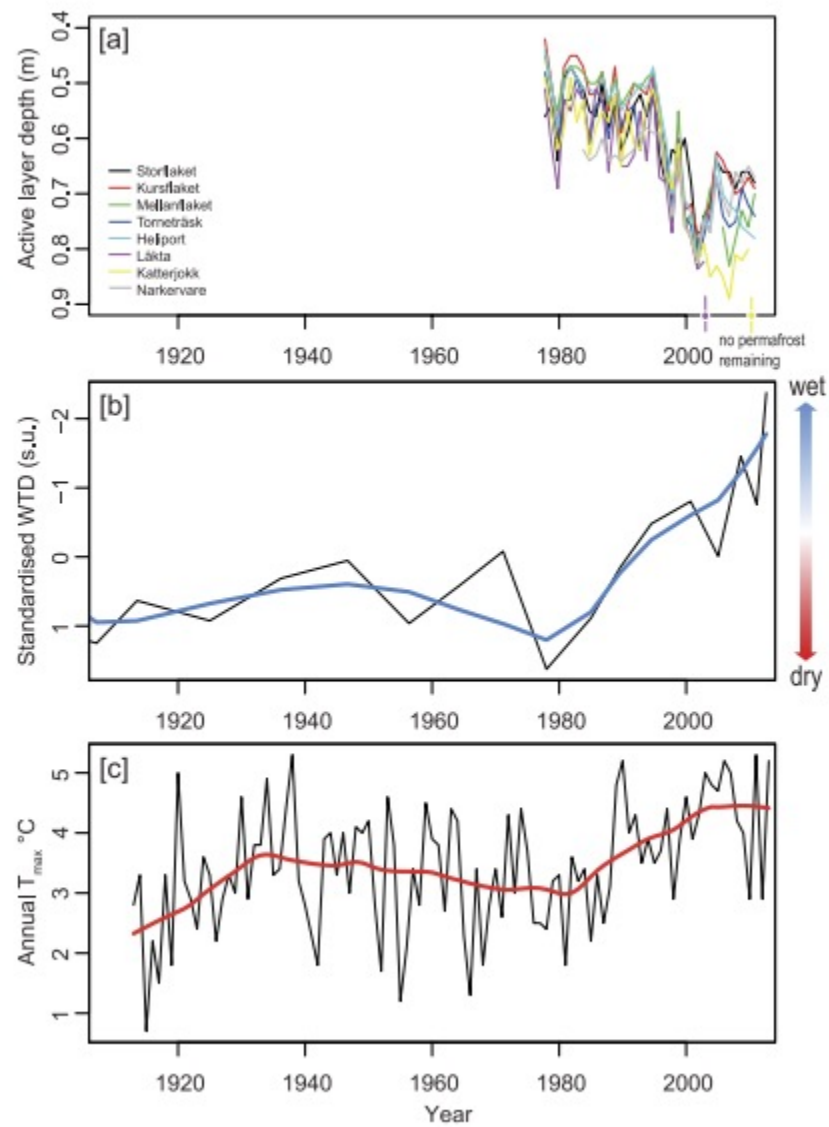 [a]
Active layer depth (m)
0.4
0.5
0.6
0.7
0.8
0.9
Storflaket
Kursflaket
Mellanflaket
Torneträsk
Heliport
Låkta
Katterjokk
Narkervare
1920 1940 1960 1980 2000
no permafrost
remaining
[b]
Standardised WTD (s.u.)
-2
-1
0
1
wet
dry
1920 1940 1960 1980 2000
[c]
Annual Tmax °C
5
4
3
2
1
1920 1940 1960 1980 2000
Year